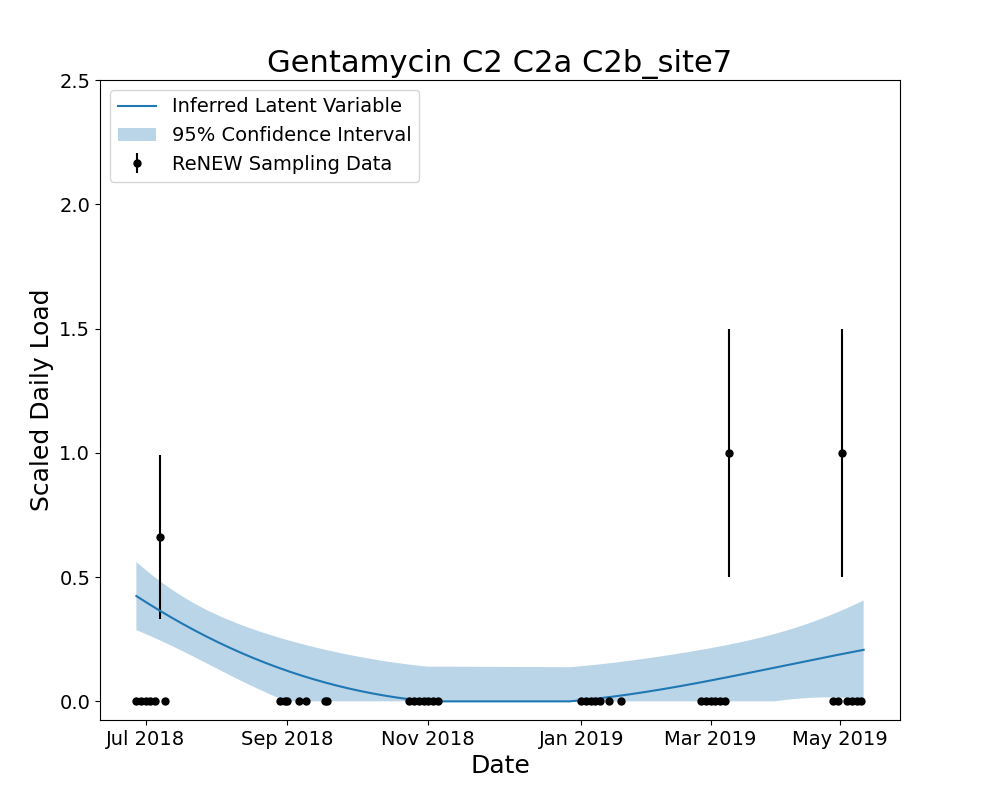 Gentamycin C2 C2a C2b_site7
2.5
Inferred Latent Variable
95% Confidence Interval
ReNEW Sampling Data
2.0
1.5
1.0
0.5
0.0
Scaled Daily Load
Jul 2018 Sep 2018 Nov 2018 Jan 2019 Mar 2019 May 2019
Date